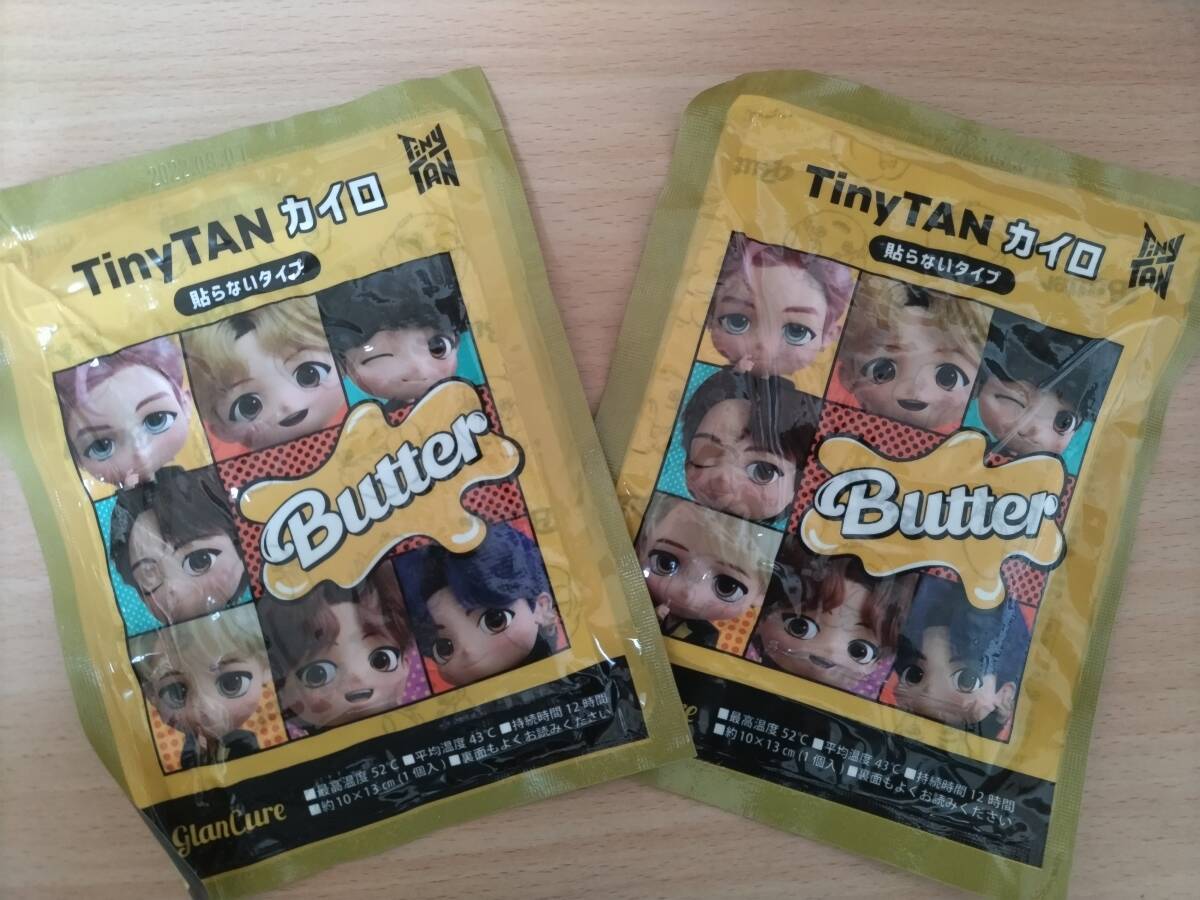 TiNY
TAN
TinyTAN カイロ
貼らないタイプ
Butter
■最高温度 52℃ ■平均温度 43℃ ■持続時間 12 時間
■約 10×13 ㎝ (1 個入) ■裏面もよくお読みください
GlanCure
TiNY
TAN
TinyTAN カイロ
貼らないタイプ
Butter
■最高温度 52℃ ■平均温度 43℃ ■持続時間 12 時間
■約 10×13 ㎝ (1 個入) ■裏面もよくお読みください